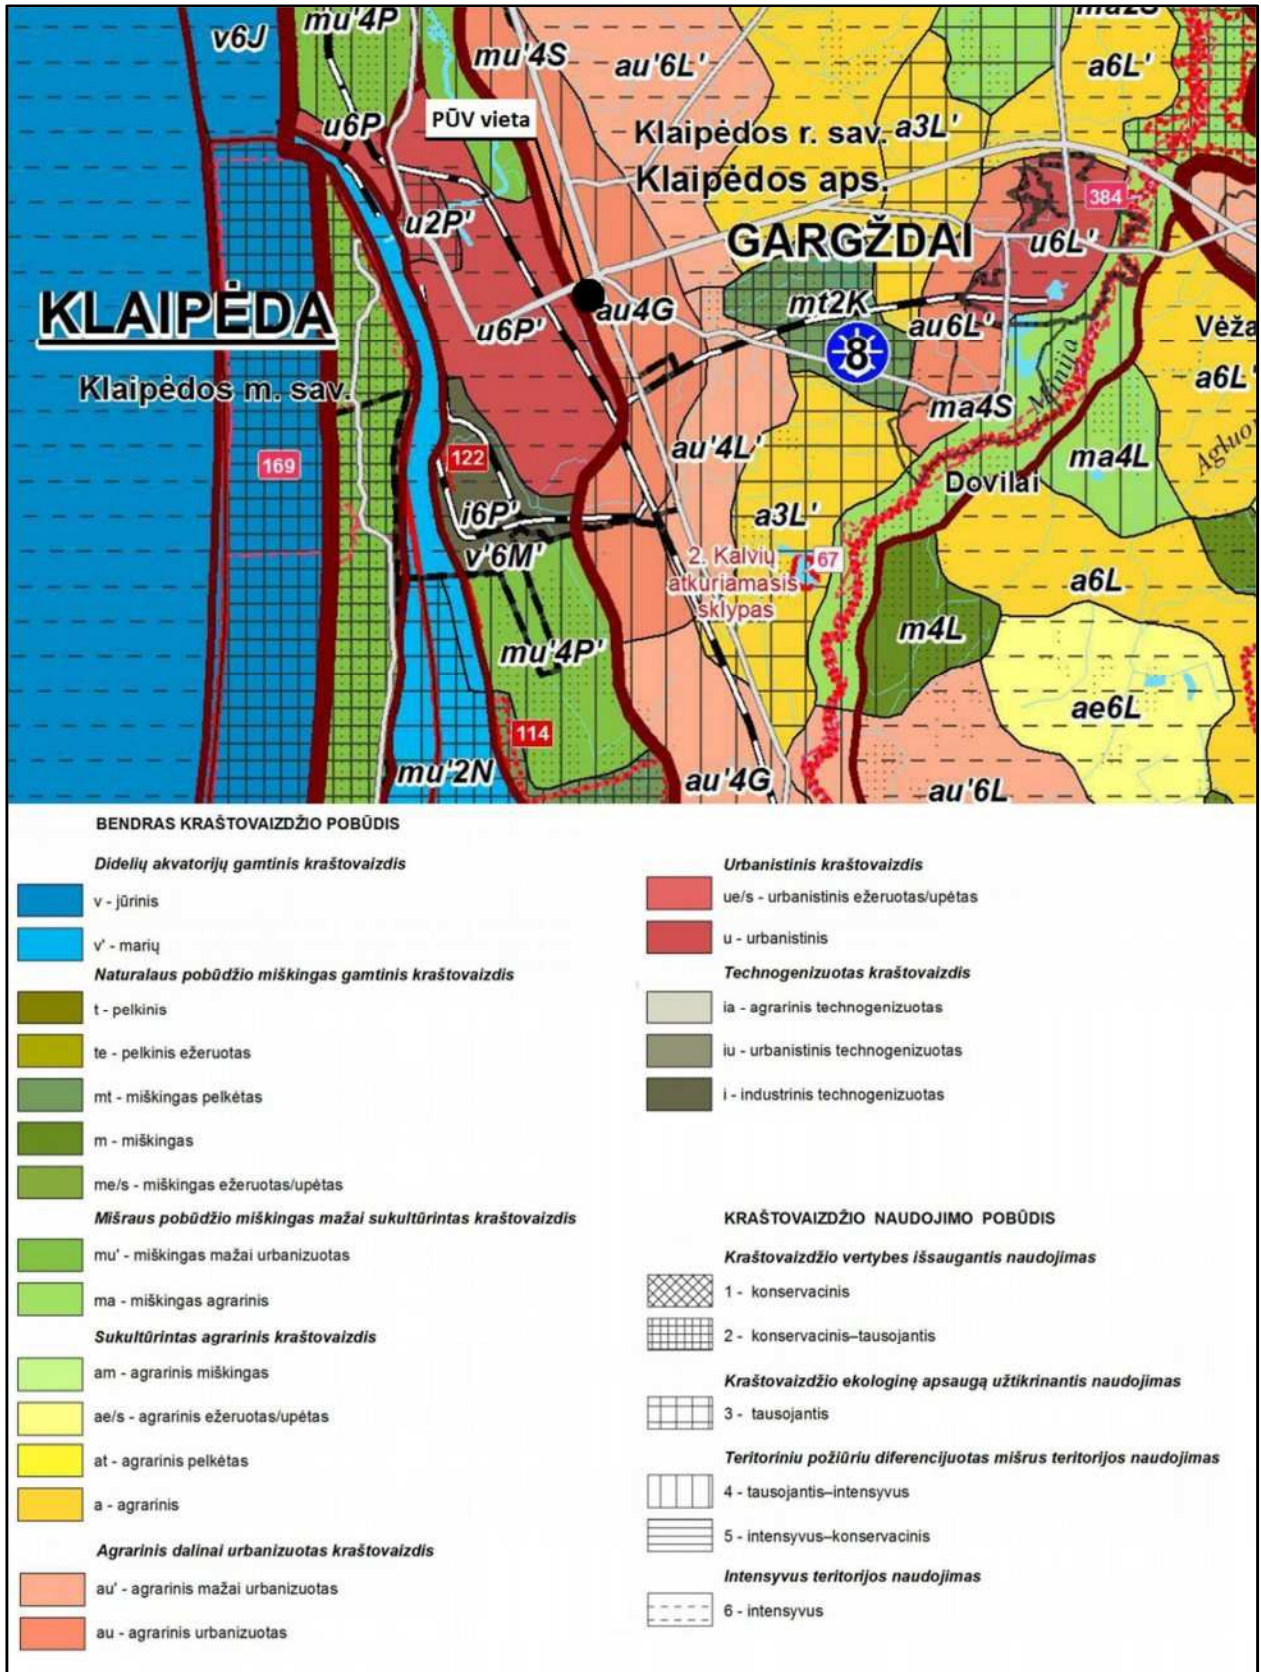 mu'4P
ma2S
v6J
mu'4S
au'6L'
a6L'
PŪV vieta
u6P
Klaipėdos r. sav.
a3L'
Klaipėdos aps.
384
u2P'
GARGŽDAI
u6L'
KLAIPĖDA
au4G
mt2K
u6P'
au6L'
Vėža
8
Minija
Klaipėdos m. sav.
a6L'
ma4S
au'4L'
Agluo
169
122
ma4L
Dovilai
i6P'
a3L'
v'6M'
2. Kalvių
67
atkuriamasis
a6L
sklypas
m4L
mu'4P'
ae6L
114
mu'2N
au'4G
au'6L
BENDRAS KRAŠTOVAIZDŽIO POBŪDIS
Didelių akvatorijų gamtinis kraštovaizdis
v - jūrinis
v' - marių
Naturalaus pobūdžio miškingas gamtinis kraštovaizdis
t - pelkinis
te - pelkinis ežeruotas
mt - miškingas pelkėtas
m - miškingas
me/s - miškingas ežeruotas/upėtas
Mišraus pobūdžio miškingas mažai sukultūrintas kraštovaizdis
mu' - miškingas mažai urbanizuotas
ma - miškingas agrarinis
Sukultūrintas agrarinis kraštovaizdis
am - agrarinis miškingas
ae/s - agrarinis ežeruotas/upėtas
at - agrarinis pelkėtas
a - agrarinis
Agrarinis dalinai urbanizuotas kraštovaizdis
au' - agrarinis mažai urbanizuotas
au - agrarinis urbanizuotas
Urbanistinis kraštovaizdis
ue/s - urbanistinis ežeruotas/upėtas
u - urbanistinis
Technogenizuotas kraštovaizdis
ia - agrarinis technogenizuotas
iu - urbanistinis technogenizuotas
i - industrinis technogenizuotas
KRAŠTOVAIZDŽIO NAUDOJIMO POBŪDIS
Kraštovaizdžio vertybes išsaugantis naudojimas
1 - konservacinis
2 - konservacinis–tausojantis
Kraštovaizdžio ekologinę apsaugą užtikrinantis naudojimas
3 - tausojantis
Teritoriniu požiūriu diferencijuotas mišrus teritorijos naudojimas
4 - tausojantis–intensyvus
5 - intensyvus–konservacinis
Intensyvus teritorijos naudojimas
6 - intensyvus